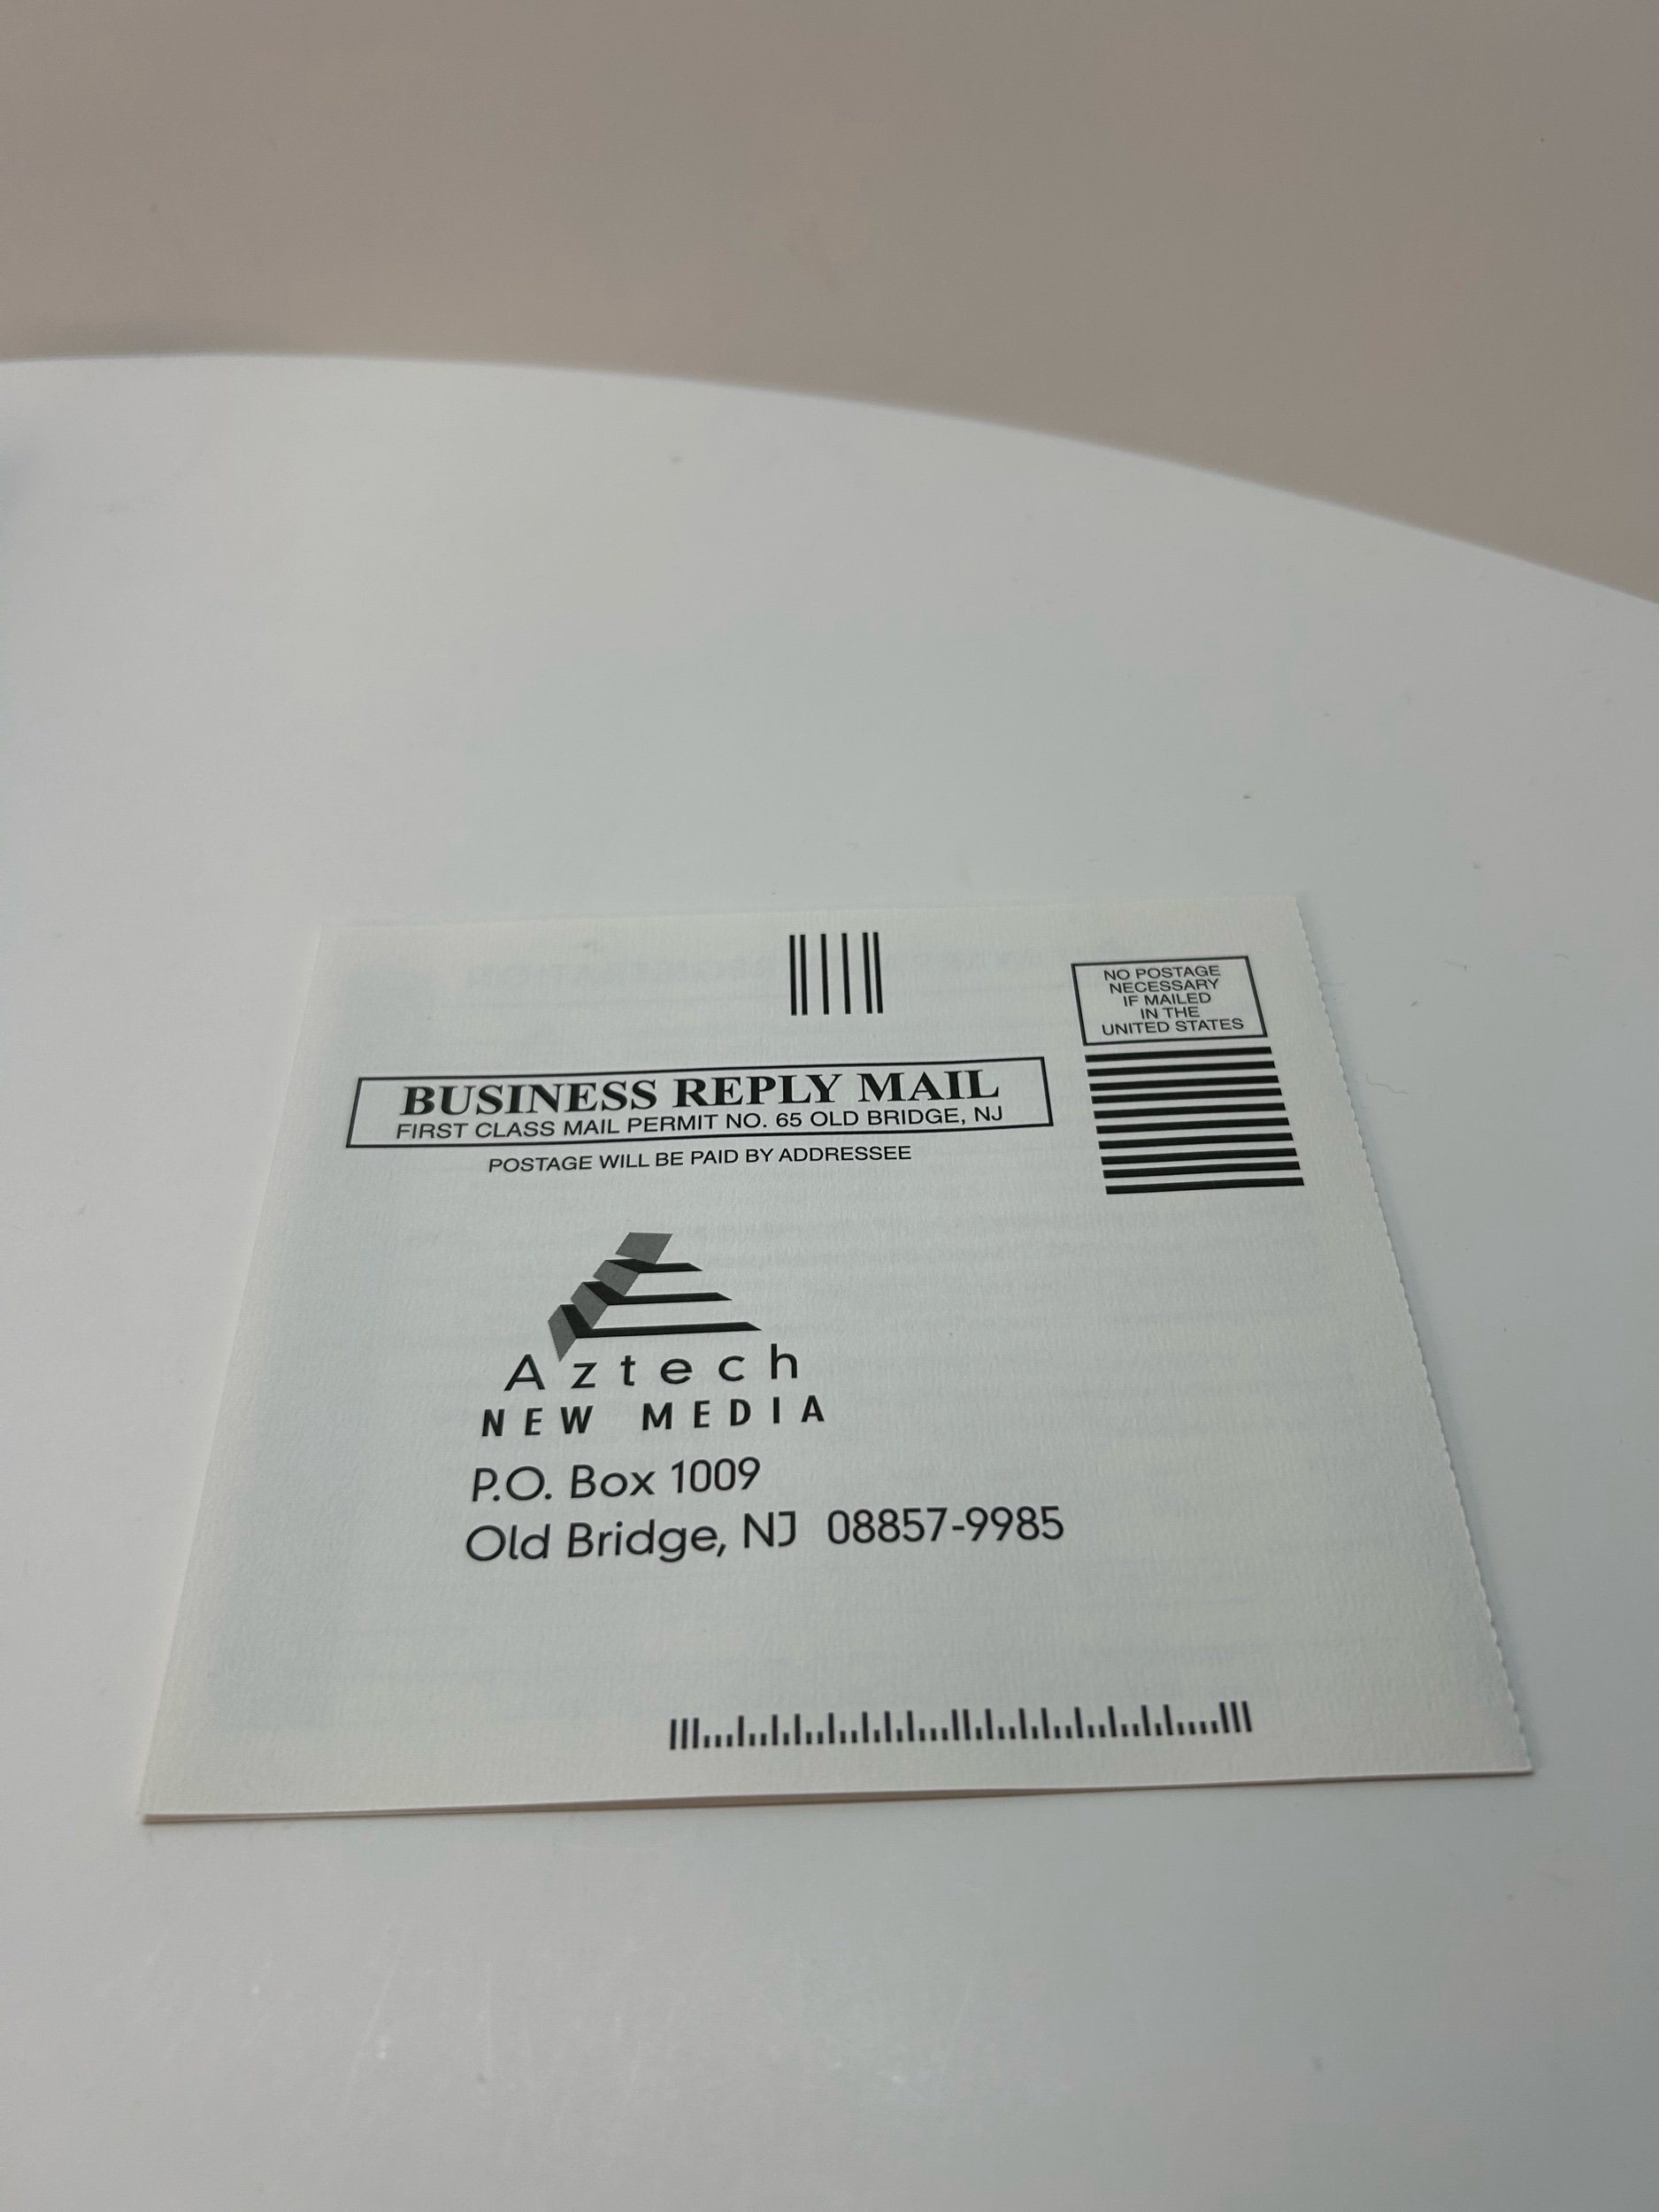 NO POSTAGE
NECESSARY
IF MAILED
IN THE
UNITED STATES
BUSINESS REPLY MAIL
FIRST CLASS MAIL PERMIT NO. 65 OLD BRIDGE, NJ
POSTAGE WILL BE PAID BY ADDRESSEE
Aztech
NEW MEDIA
P.O. Box 1009
Old Bridge, NJ 08857-9985